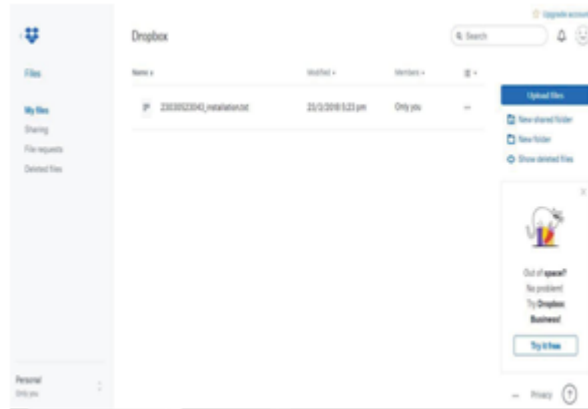 Upgrade account
Dropbox
Search
Files
Name
Modified
Members
Upload files
My files
23/3/2018 5:23 pm
Only you
New shared folder
Sharing
New folder
File requests
Show deleted files
Deleted files
Out of space?
No problem!
Try Dropbox
Business!
Try it free
Personal
Only you
Privacy